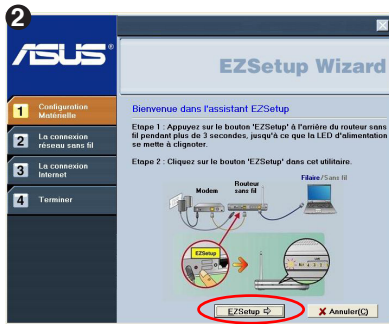 2
ASUS®
EZSetup Wizard
1 Configuration Matérielle
2 La connexion réseau sans fil
3 La connexion Internet
4 Terminer
Bienvenue dans l'assistant EZSetup
Etape 1 : Appuyez sur le bouton 'EZSetup' à l'arrière du routeur sans
fil pendant plus de 3 secondes, jusqu'à ce que la LED d'alimentation
se mette à clignoter.
Etape 2 : Cliquez sur le bouton 'EZSetup' dans cet utilitaire.
Filaire/Sans fil
Modem
Routeur
sans fil
EZSetup
EZSetup ⇨
X Annuler(C)